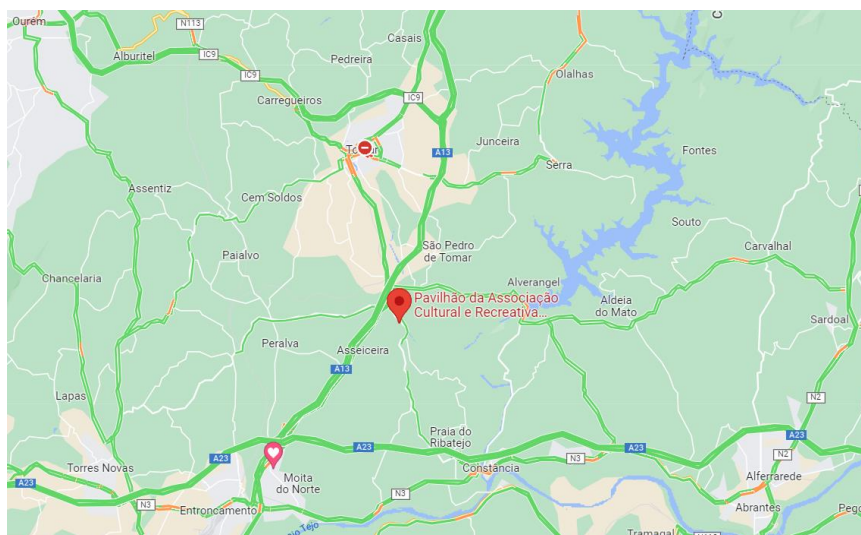 Ourém
N113
Casais
C
Alburitel
IC9
Pedreira
IC9
Olalhas
Carregueiros
IC9
Junceira
A13
Fontes
Serra
Assentiz
Cem Soldos
Souto
São Pedro
de Tomar
Carvalhal
Paialvo
Chancelaria
Alverangel
Pavilhão da Associação
Cultural e Recreativa...
Aldeia
do Mato
Sardoal
Peralva
Asseiceira
A13
Lapas
N2
Praia do
Ribatejo
A23
A23
A23
A23
N2
Torres Novas
Constância
N3
Moita
do Norte
Alferrarede
A23
N3
N3
Entroncamento
Abrantes
Rio Tejo
Tramagal